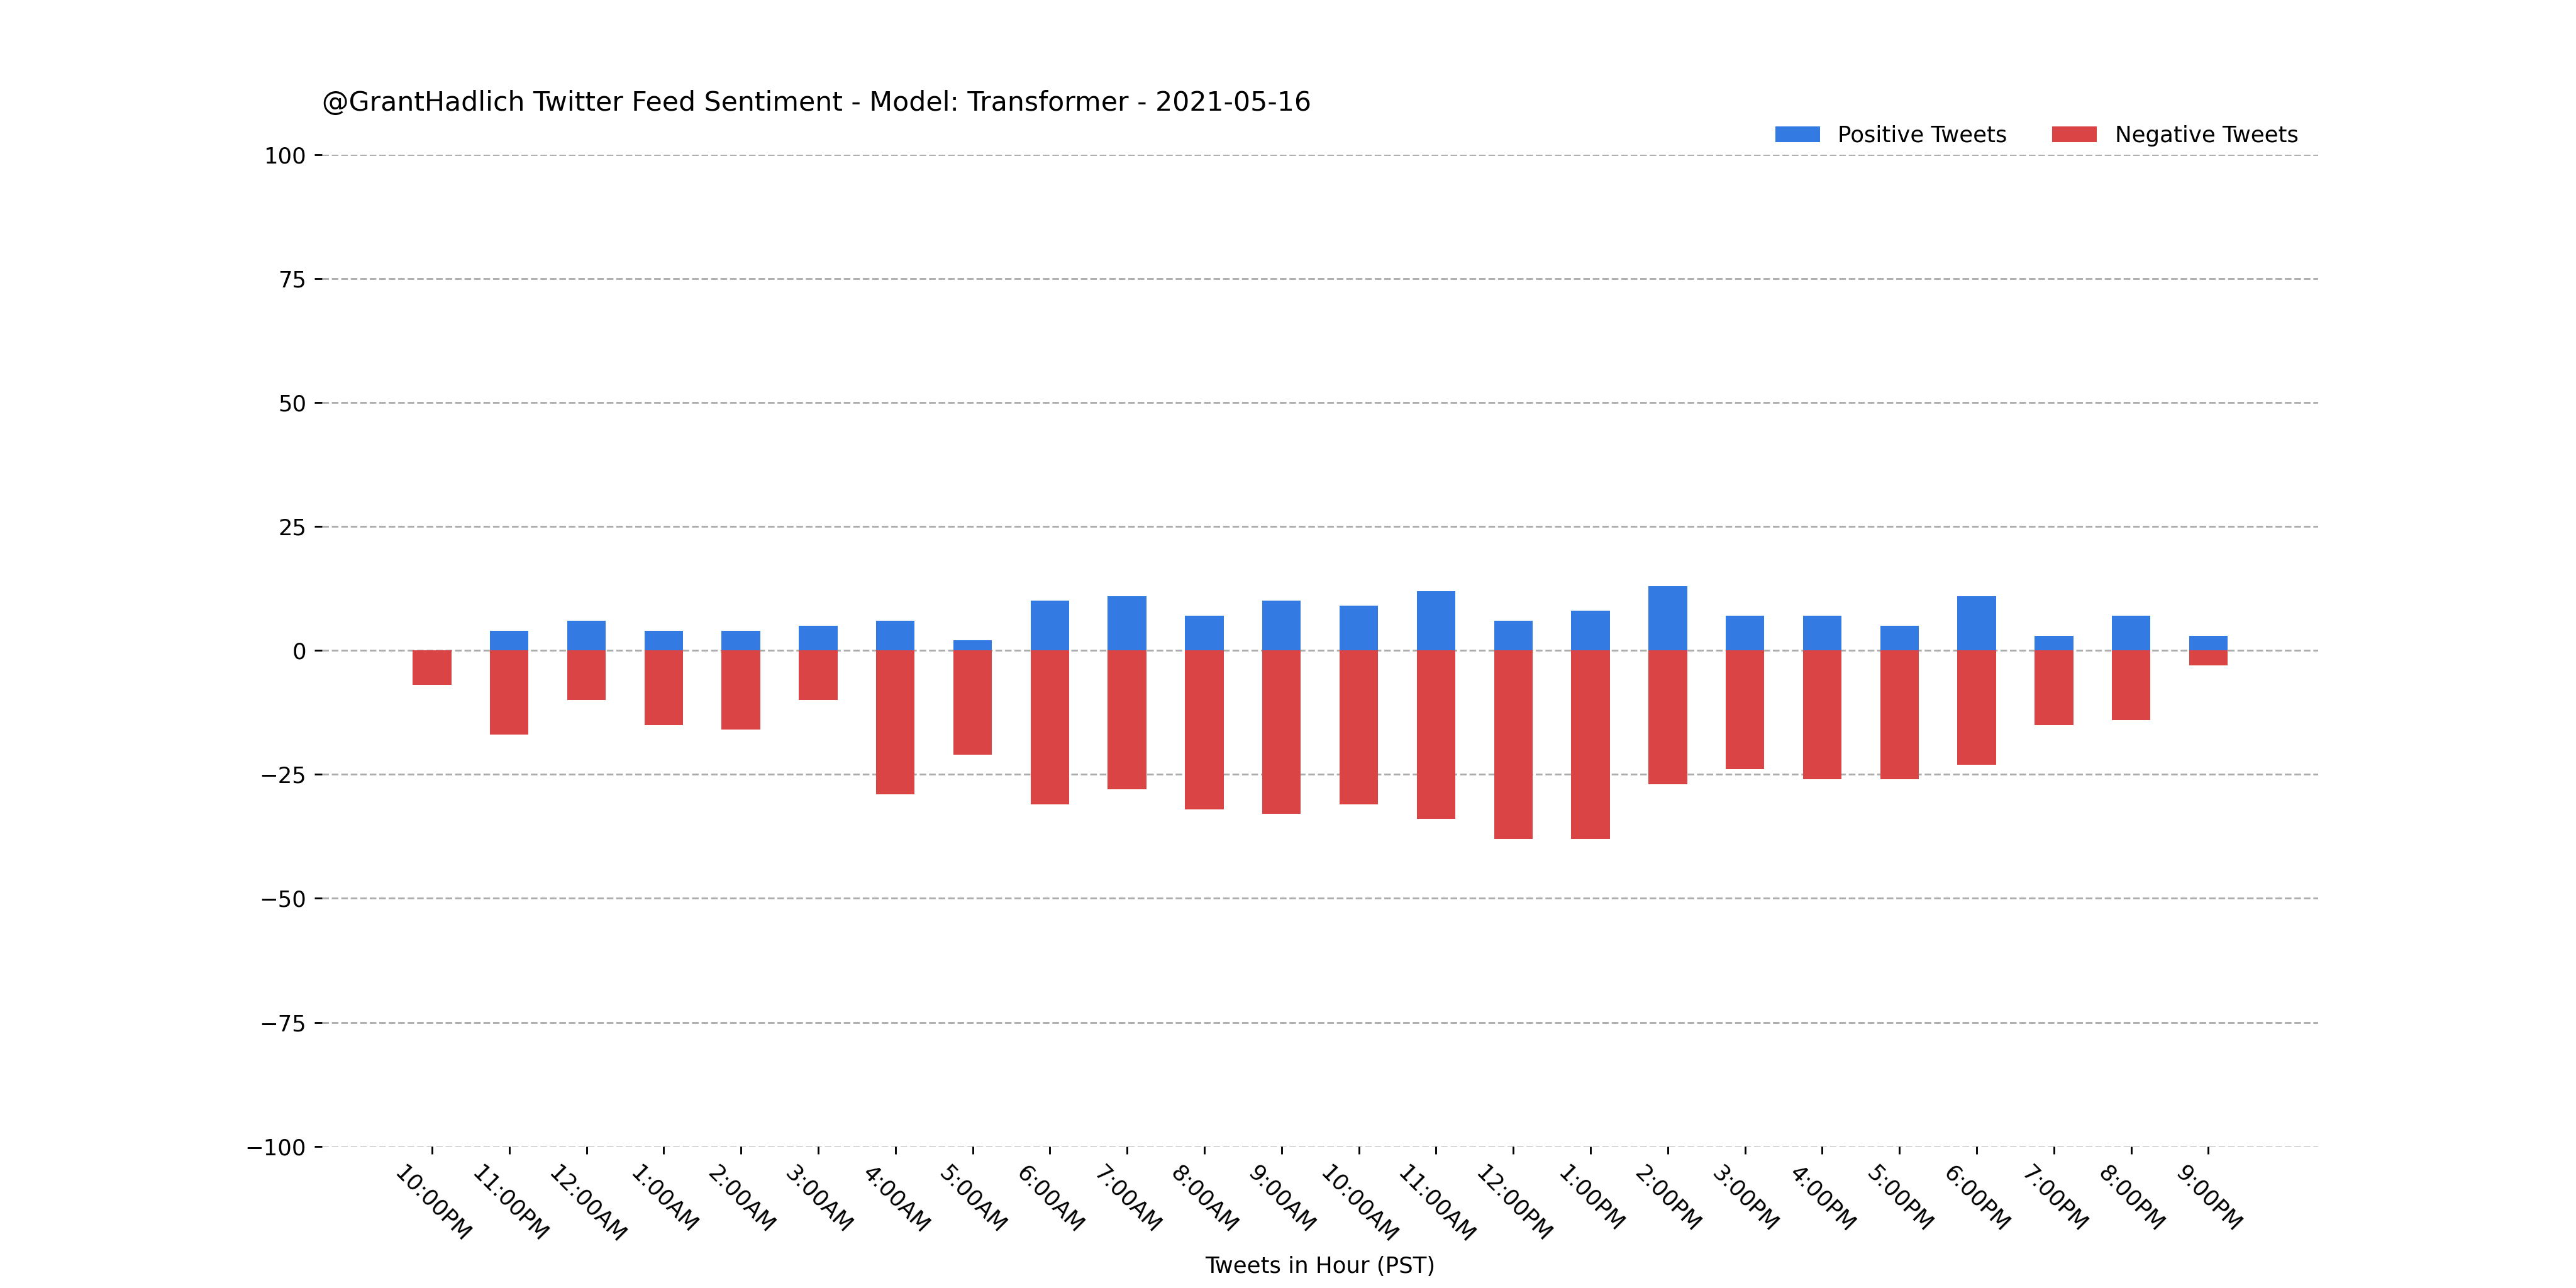 @GrantHadlich Twitter Feed Sentiment - Model: Transformer - 2021-05-16
Positive Tweets
Negative Tweets
100
75
50
25
0
−25
−50
−75
−100
10:00PM
11:00PM
12:00AM
1:00AM
2:00AM
3:00AM
4:00AM
5:00AM
6:00AM
7:00AM
8:00AM
9:00AM
10:00AM
11:00AM
12:00PM
1:00PM
2:00PM
3:00PM
4:00PM
5:00PM
6:00PM
7:00PM
8:00PM
9:00PM
Tweets in Hour (PST)